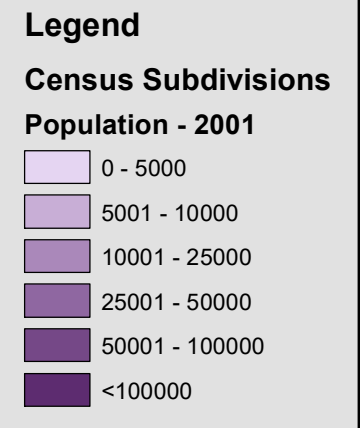 Legend
Census Subdivisions
Population - 2001
0 - 5000
5001 - 10000
10001 - 25000
25001 - 50000
50001 - 100000
<100000